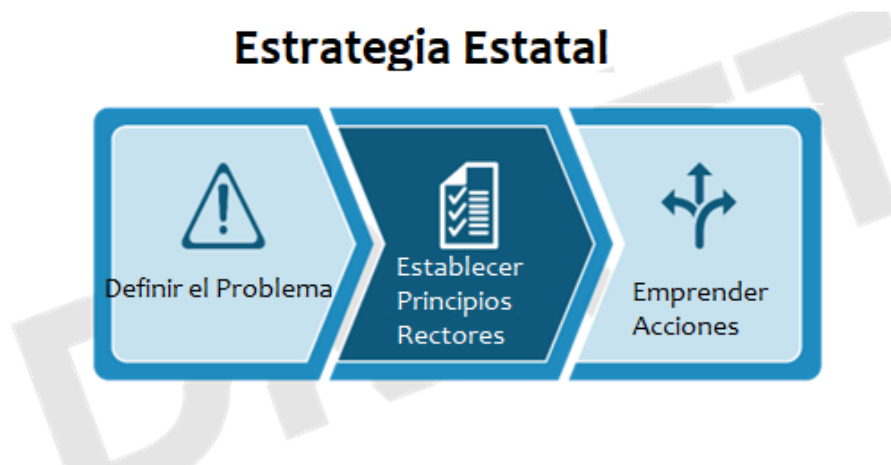 Estrategia Estatal
Definir el Problema
Establecer
Principios
Rectores
Emprender
Acciones